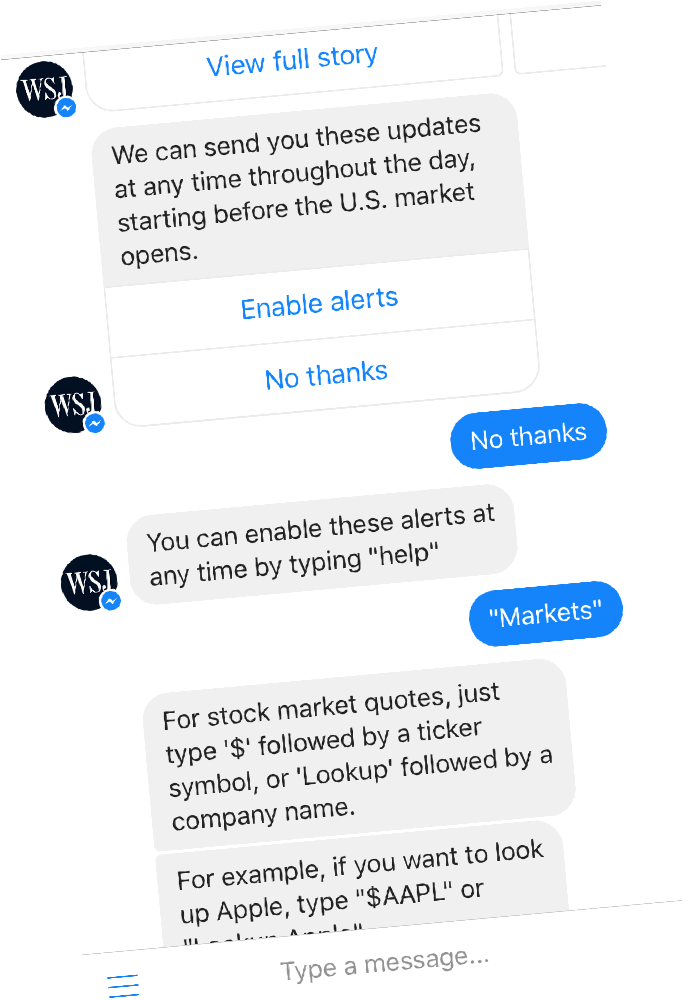 View full story
WSJ
We can send you these updates
at any time throughout the day,
starting before the U.S. market
opens.
Enable alerts
No thanks
WSJ
No thanks
You can enable these alerts at
any time by typing "help"
WSJ
"Markets"
For stock market quotes, just
type '$' followed by a ticker
symbol, or 'Lookup' followed by a
company name.
For example, if you want to look
up Apple, type "$AAPL" or
"Lookup Apple"
Type a message...